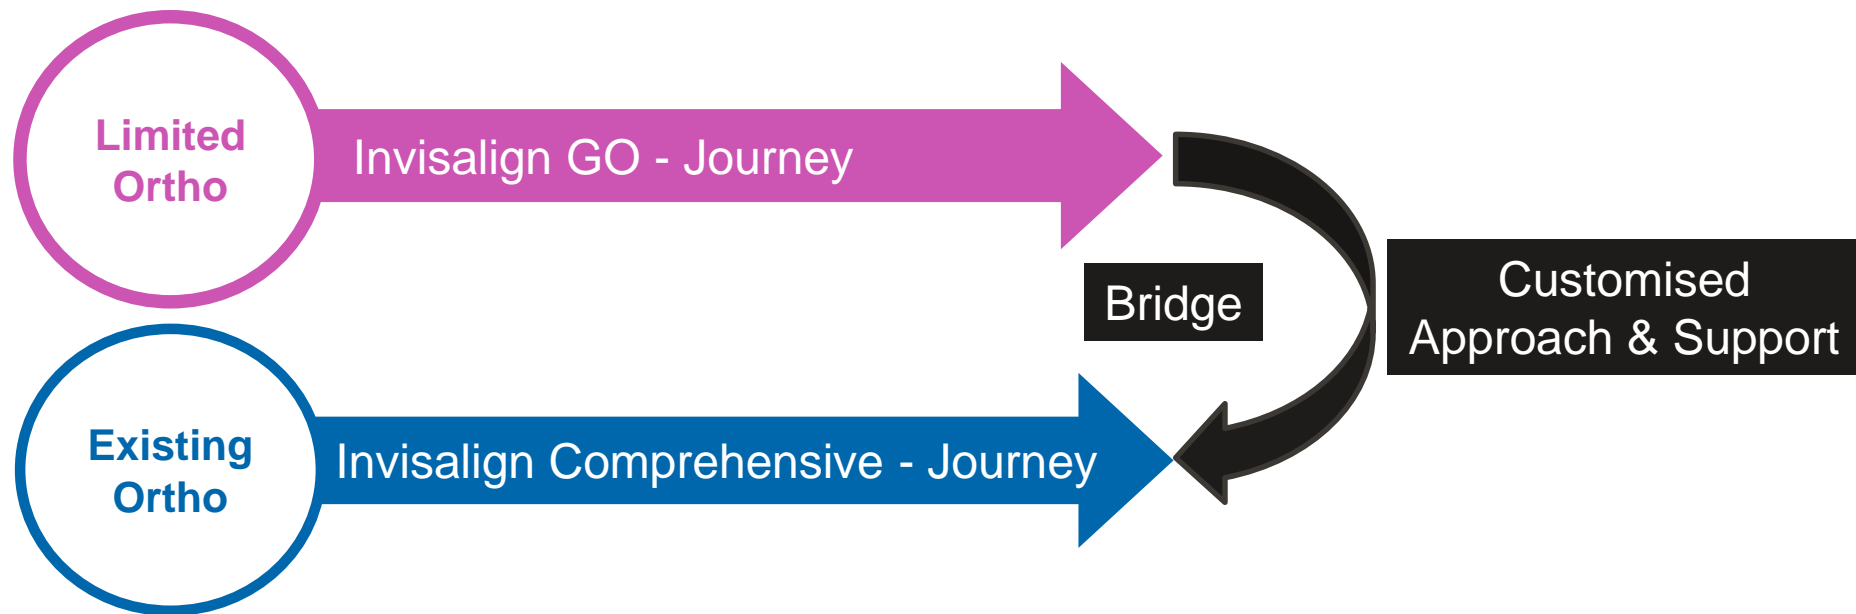 Limited
Ortho
Invisalign GO - Journey
Bridge
Customised
Approach & Support
Existing
Ortho
Invisalign Comprehensive - Journey